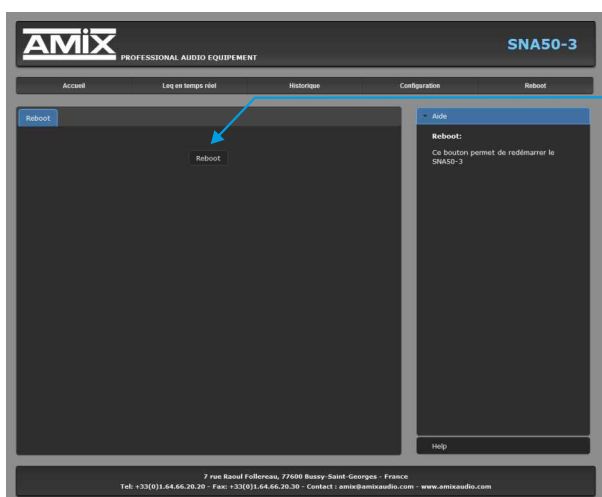 AMIX
PROFESSIONAL AUDIO EQUIPEMENT
SNA50-3
Accueil
Leq en temps réel
Historique
Configuration
Reboot
Reboot
Reboot
Aide
Reboot:
Ce bouton permet de redémarrer le
SNA50-3
Help
7 rue Raoul Follereau, 77600 Bussy-Saint-Georges - France
Tel: +33(0)1.64.66.20.20 - Fax: +33(0)1.64.66.20.30 - Contact : amix@amixaudio.com - www.amixaudio.com